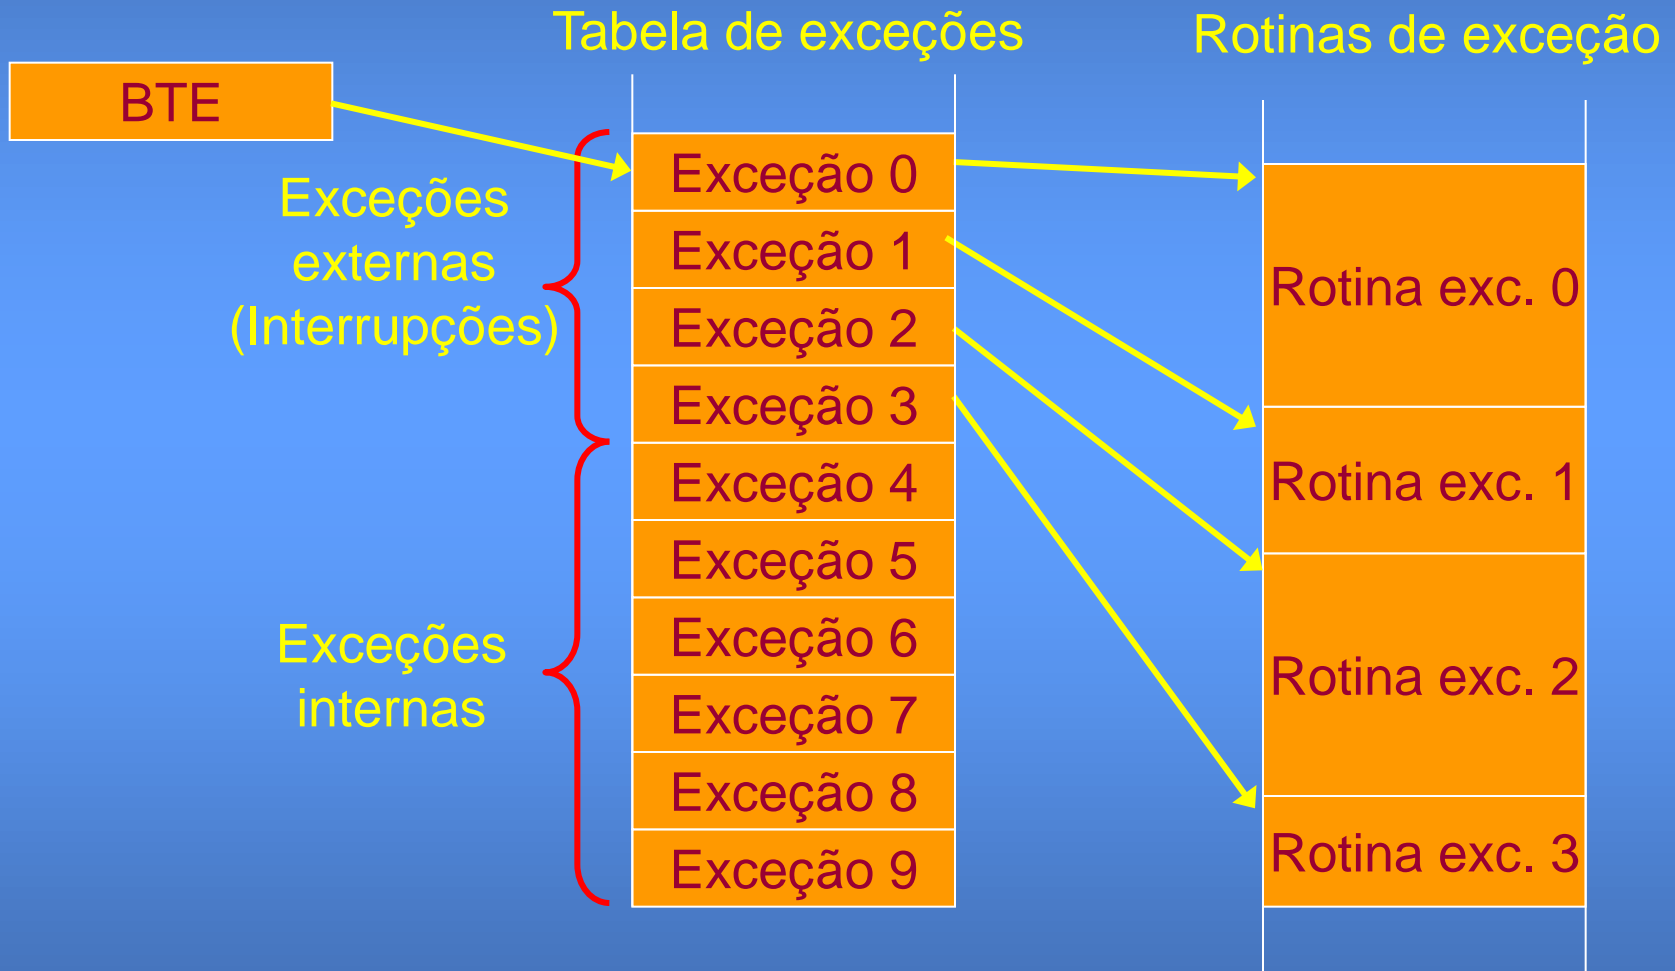 Tabela de exceções
Rotinas de exceção
BTE
Exceções
externas
(Interrupções)
Exceções
internas
Exceção 0
Exceção 1
Exceção 2
Exceção 3
Exceção 4
Exceção 5
Exceção 6
Exceção 7
Exceção 8
Exceção 9
Rotina exc. 0
Rotina exc. 1
Rotina exc. 2
Rotina exc. 3